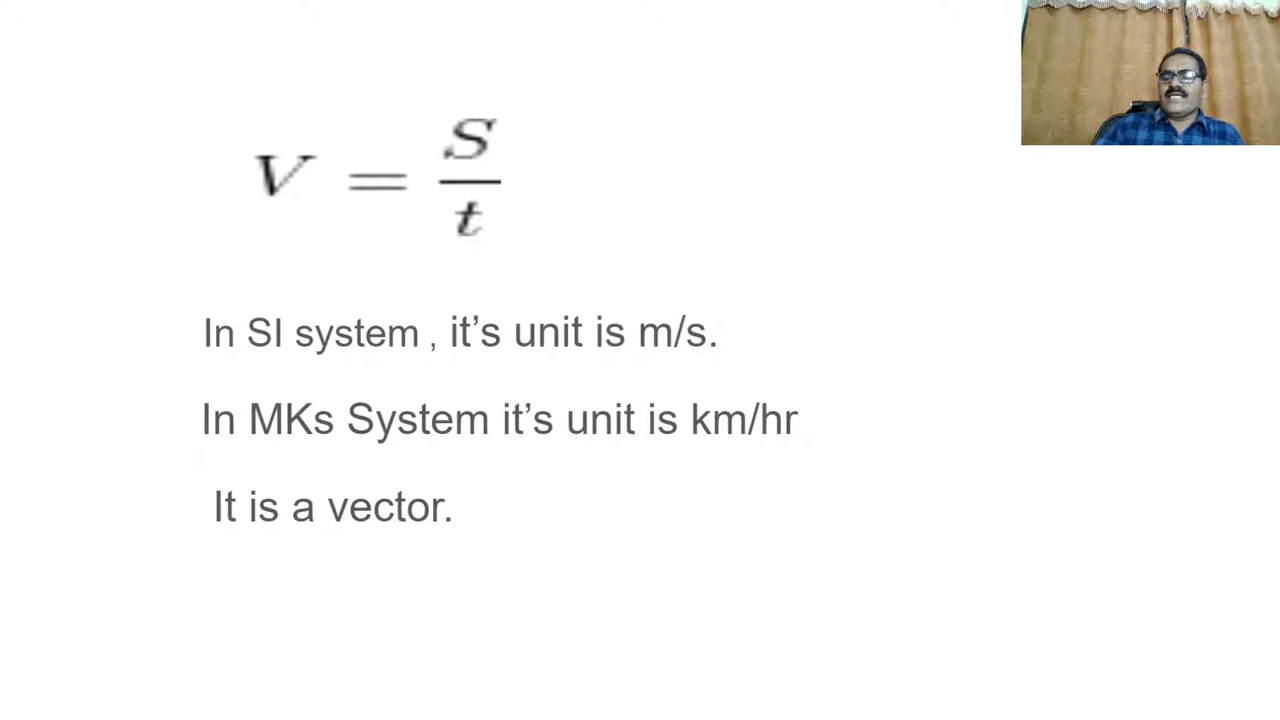 V = S/t
In SI system , it’s unit is m/s.
In MKs System it’s unit is km/hr
It is a vector.